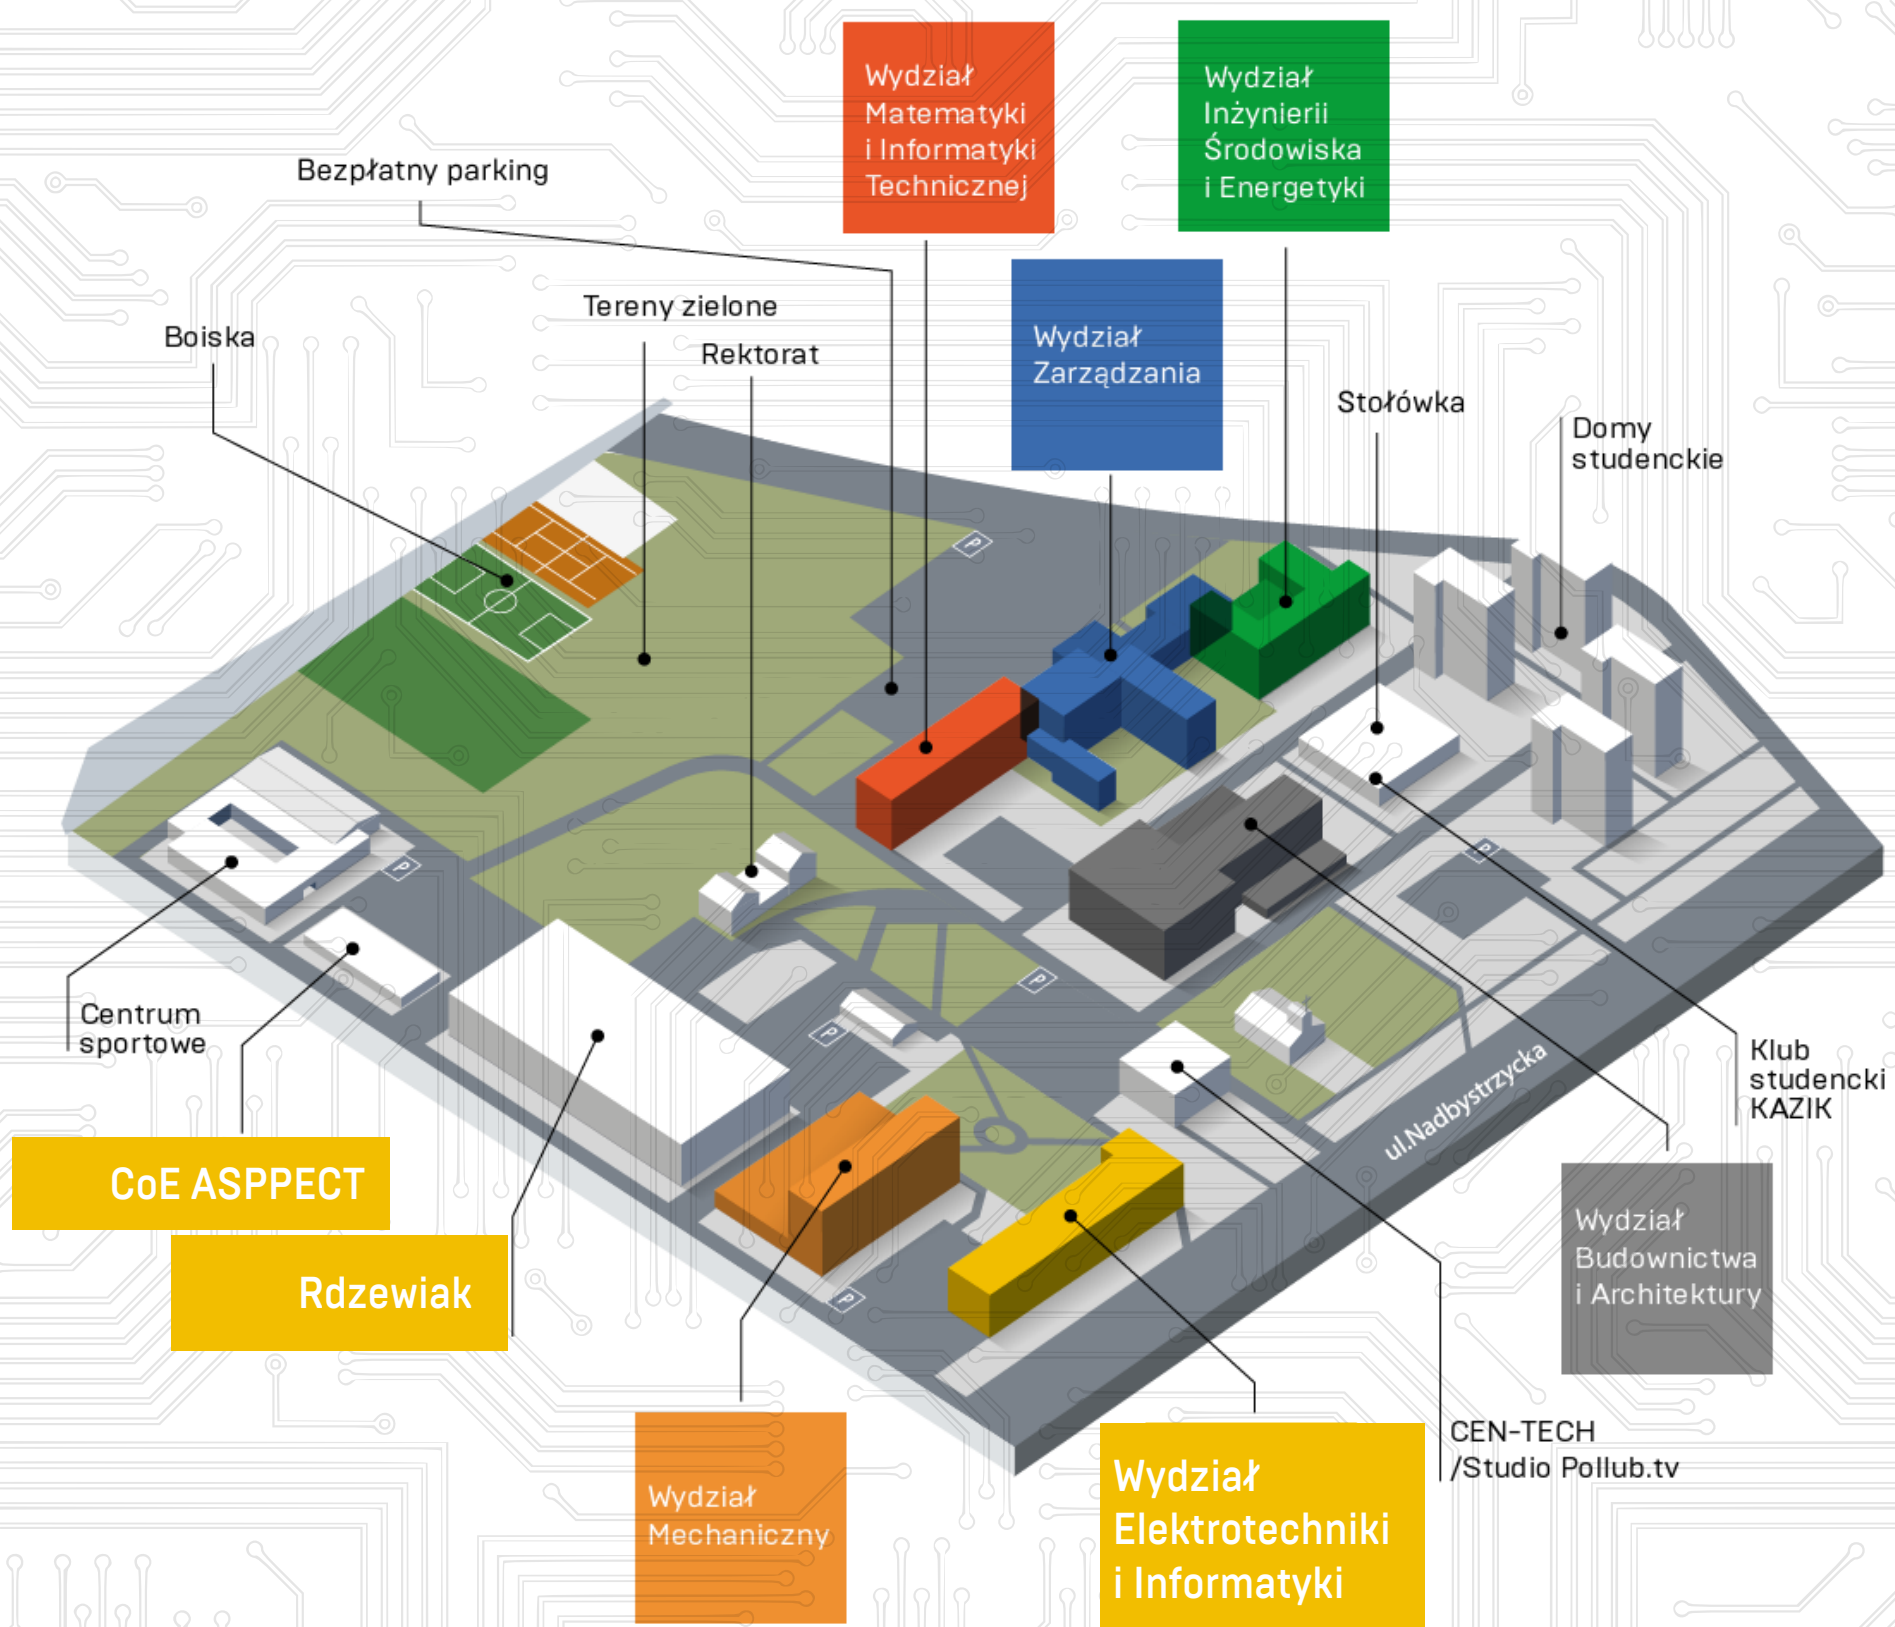 Wydział
Matematyki
i Informatyki
Technicznej
Wydział
Inżynierii
Środowiska
i Energetyki
Bezpłatny parking
Tereny zielone
Boiska
Rektorat
Wydział
Zarządzania
Stołówka
Domy
studenckie
P
P
P
P
P
P
Centrum
sportowe
Klub
studencki
KAZIK
ul.Nadbystrzycka
CoE ASPPECT
Rdzewiak
Wydział
Budownictwa
i Architektury
CEN-TECH
/Studio Pollub.tv
Wydział
Mechaniczny
Wydział
Elektrotechniki
i Informatyki